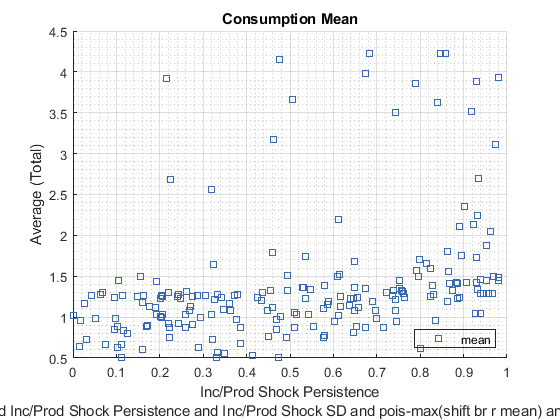 Consumption Mean
4.5
4
3.5
3
2.5
2
1.5
1
0.5
Average (Total)
mean
0 0.1 0.2 0.3 0.4 0.5 0.6 0.7 0.8 0.9 1
Inc/Prod Shock Persistence
d Inc/Prod Shock Persistence and Inc/Prod Shock SD and pois-max(shift br r mean) a